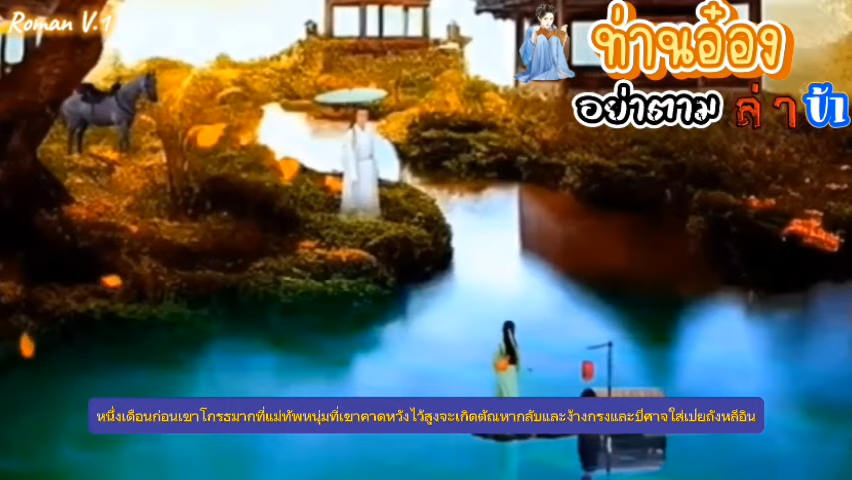 Roman V.1
ท่านอ๋อง
อย่าตาม ล่า ข้า
หนึ่งเดือนก่อนเขาโกรธมากที่แม่ทัพหนุ่มที่เขาคาดหวังไว้สูงจะเกิดตัณหากลับและง้างกรงและปีศาจใส่เปยถังหลีอิน